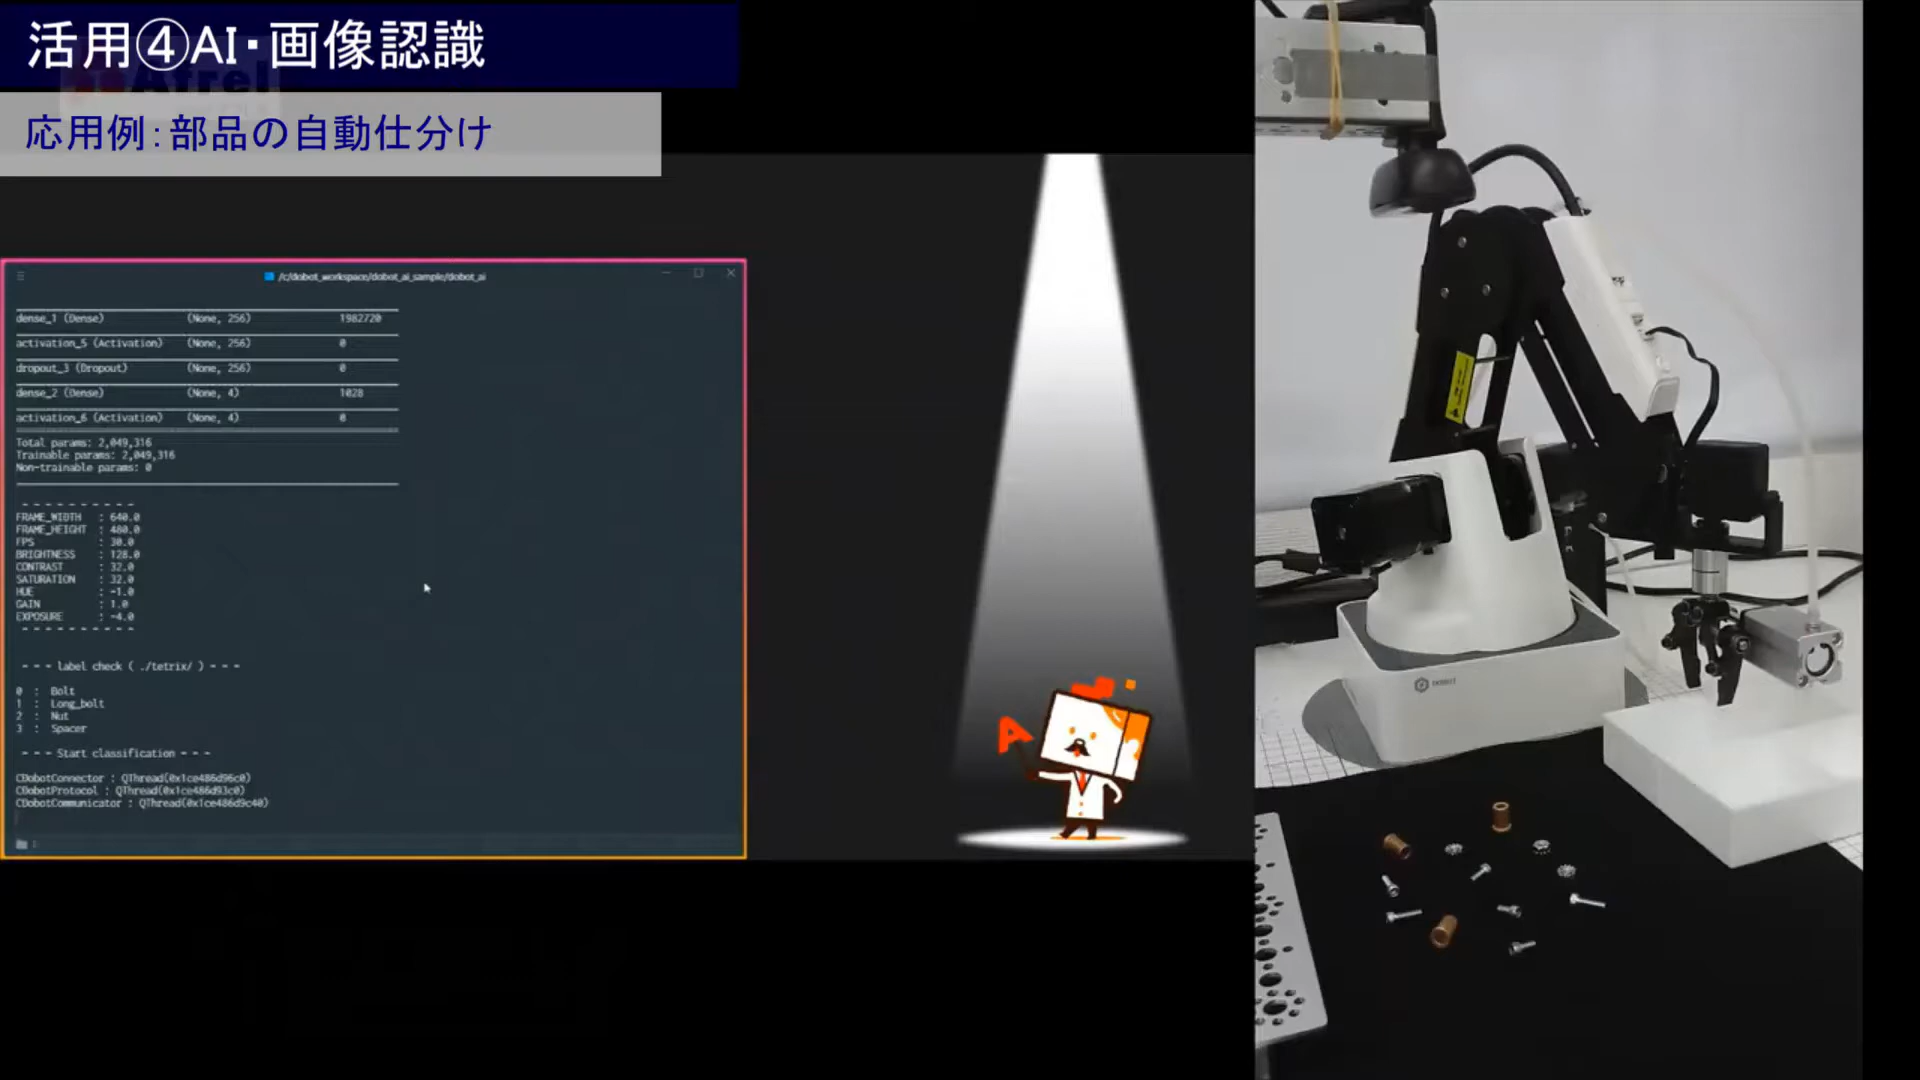 活用④AI・画像認識
Afrel
応用例：部品の自動仕分け
/c/dobot_workspace/dobot_ai_sample/dobot_ai
dense_1 (Dense) (None, 256) 1982720
activation_5 (Activation) (None, 256) 0
dropout_3 (Dropout) (None, 256) 0
dense_2 (Dense) (None, 4) 1028
activation_6 (Activation) (None, 4) 0
Total params: 2,049,316
Trainable params: 2,049,316
Non-trainable params: 0
- - - - - - - - - -
FRAME_WIDTH : 640.0
FRAME_HEIGHT : 480.0
FPS : 30.0
BRIGHTNESS : 128.0
CONTRAST : 32.0
SATURATION : 32.0
HUE : -1.0
GAIN : 1.0
EXPOSURE : -4.0
- - - - - - - - - -
- - - label check ( ./tetrix/ ) - - -
0 : Bolt
1 : Long_bolt
2 : Nut
3 : Spacer
- - - Start classification - - -
CDobotConnector : QThread(0x1ce486d96c0)
CDobotProtocol : QThread(0x1ce486d93c0)
CDobotCommunicator : QThread(0x1ce486d9c40)
A
DOBOT